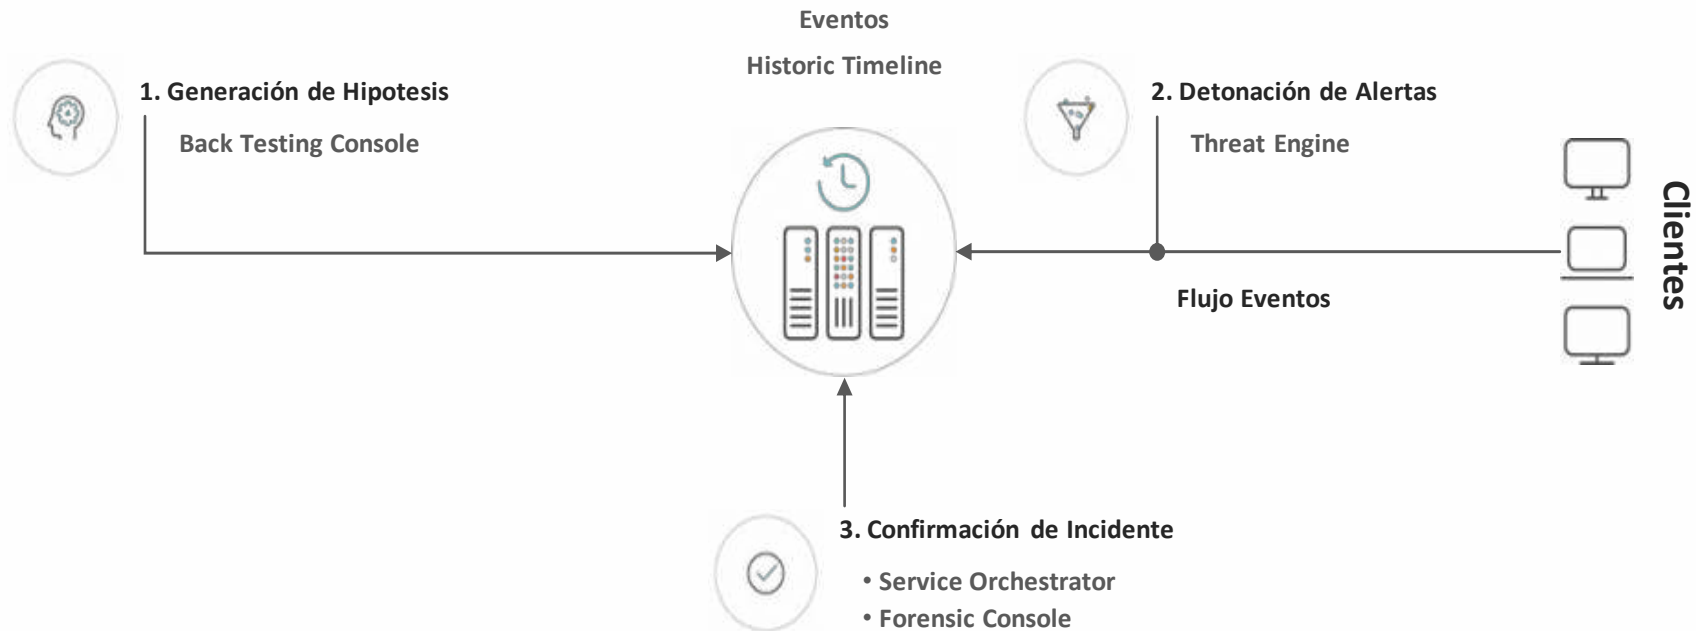 Eventos
Historic Timeline
1. Generación de Hipotesis
Back Testing Console
2. Detonación de Alertas
Threat Engine
Clientes
Flujo Eventos
3. Confirmación de Incidente
• Service Orchestrator
• Forensic Console